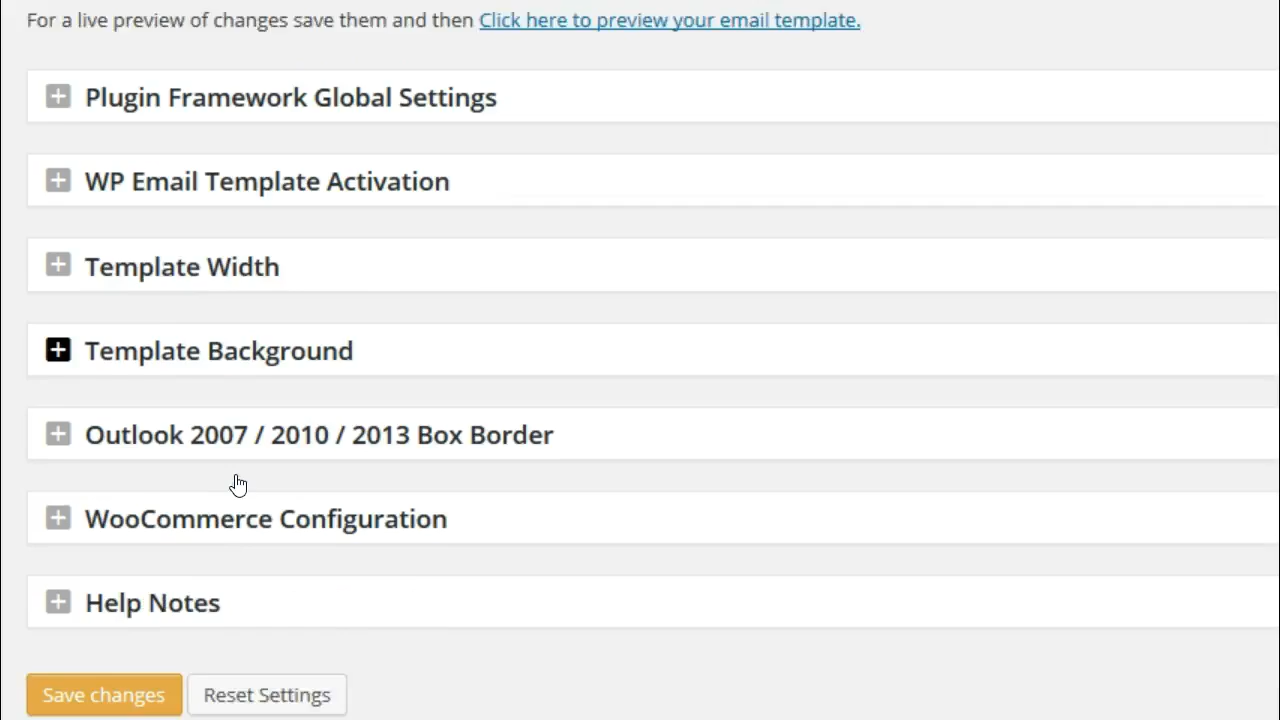 For a live preview of changes save them and then Click here to preview your email template.
Plugin Framework Global Settings
WP Email Template Activation
Template Width
Template Background
Outlook 2007 / 2010 / 2013 Box Border
WooCommerce Configuration
Help Notes
Save changes Reset Settings